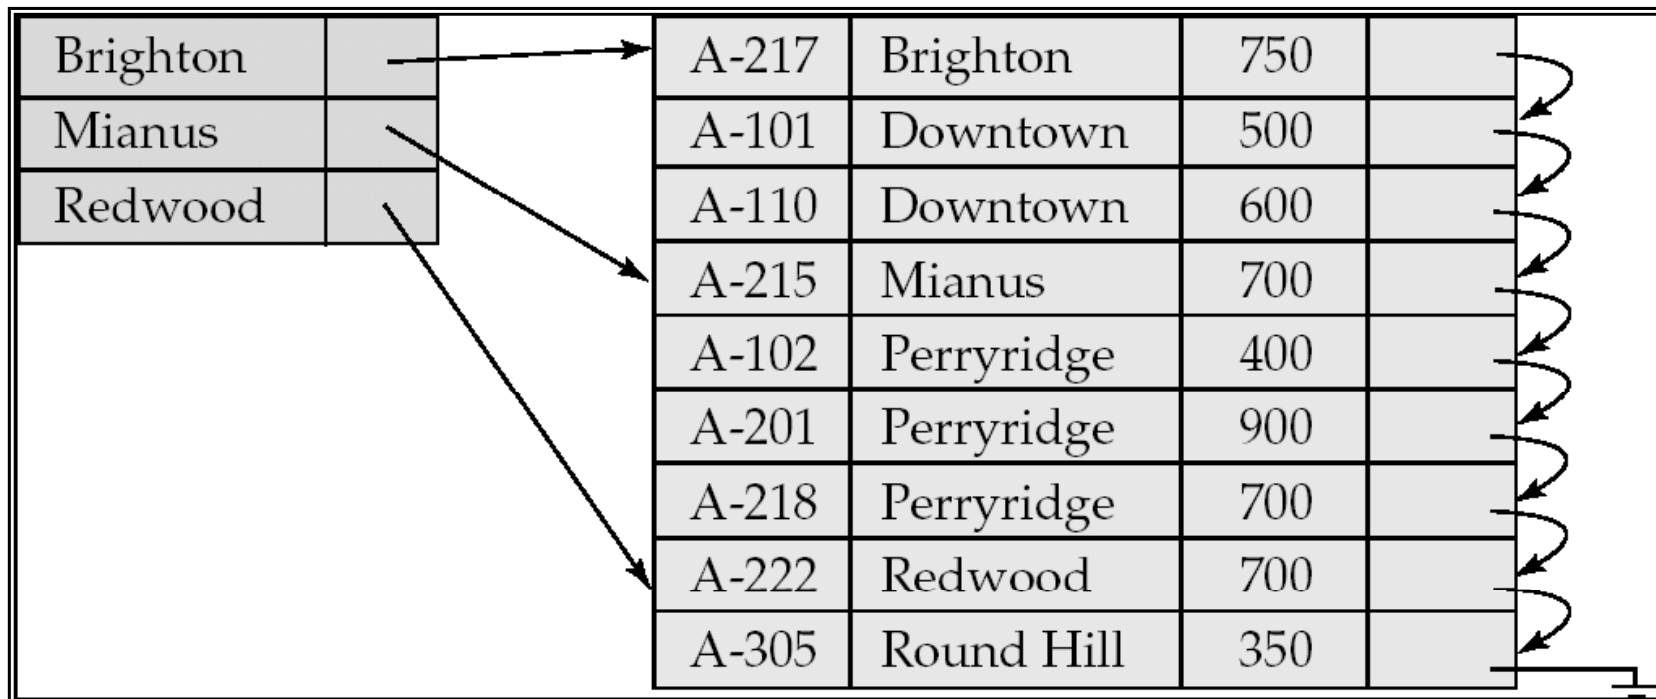 Brighton
Mianus
Redwood
A-217 Brighton 750
A-101 Downtown 500
A-110 Downtown 600
A-215 Mianus 700
A-102 Perryridge 400
A-201 Perryridge 900
A-218 Perryridge 700
A-222 Redwood 700
A-305 Round Hill 350